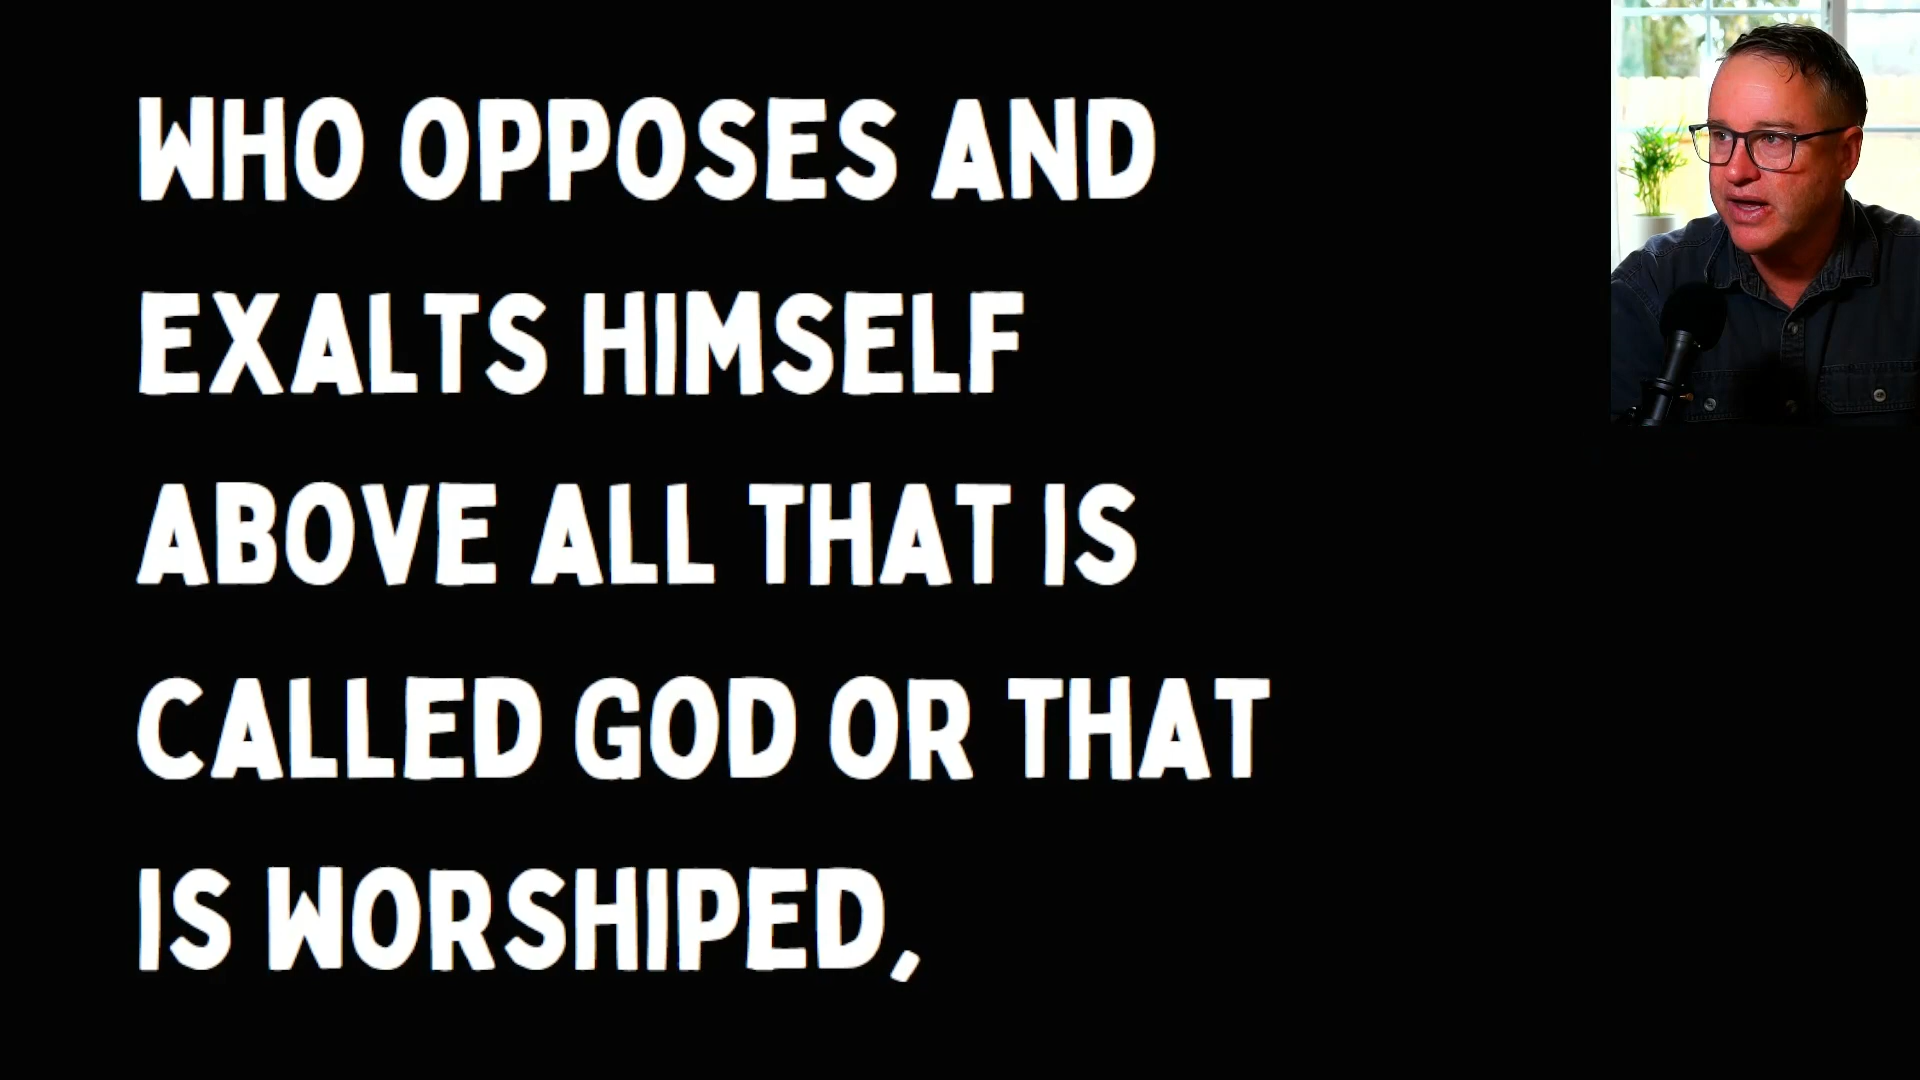 WHO OPPOSES AND
EXALTS HIMSELF
ABOVE ALL THAT IS
CALLED GOD OR THAT
IS WORSHIPED,